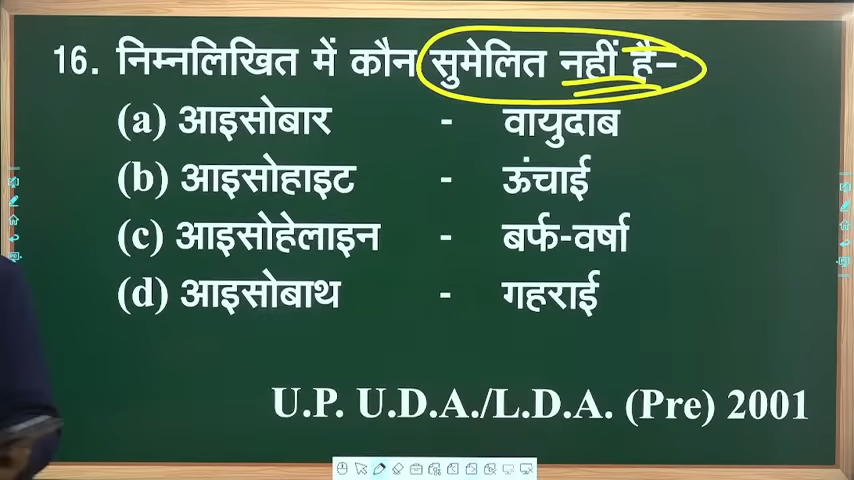 16. निम्नलिखित में कौन सुमेलित नहीं है-
(a) आइसोबार - वायुदाब
(b) आइसोहाइट - ऊंचाई
(c) आइसोहेलाइन - बर्फ-वर्षा
(d) आइसोबाथ - गहराई
U.P. U.D.A./L.D.A. (Pre) 2001